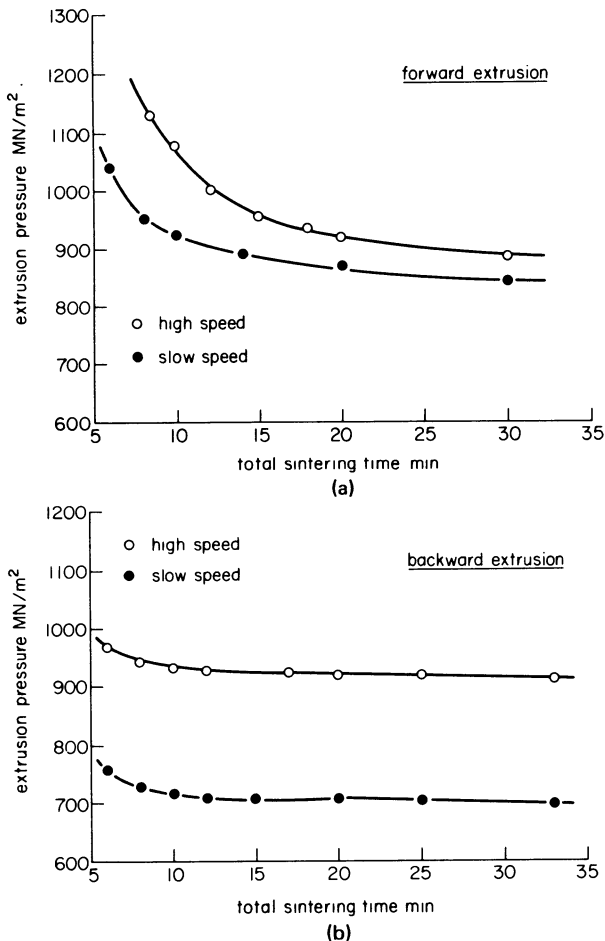 1300
1200
1100
1000
900
800
700
600
extrusion pressure MN/m².
forward extrusion
high speed
slow speed
5 10 15 20 25 30 35
total sintering time min
(a)
1200
1100
1000
900
800
700
600
extrusion pressure MN/m²
high speed
slow speed
backward extrusion
5 10 15 20 25 30 35
total sintering time min
(b)